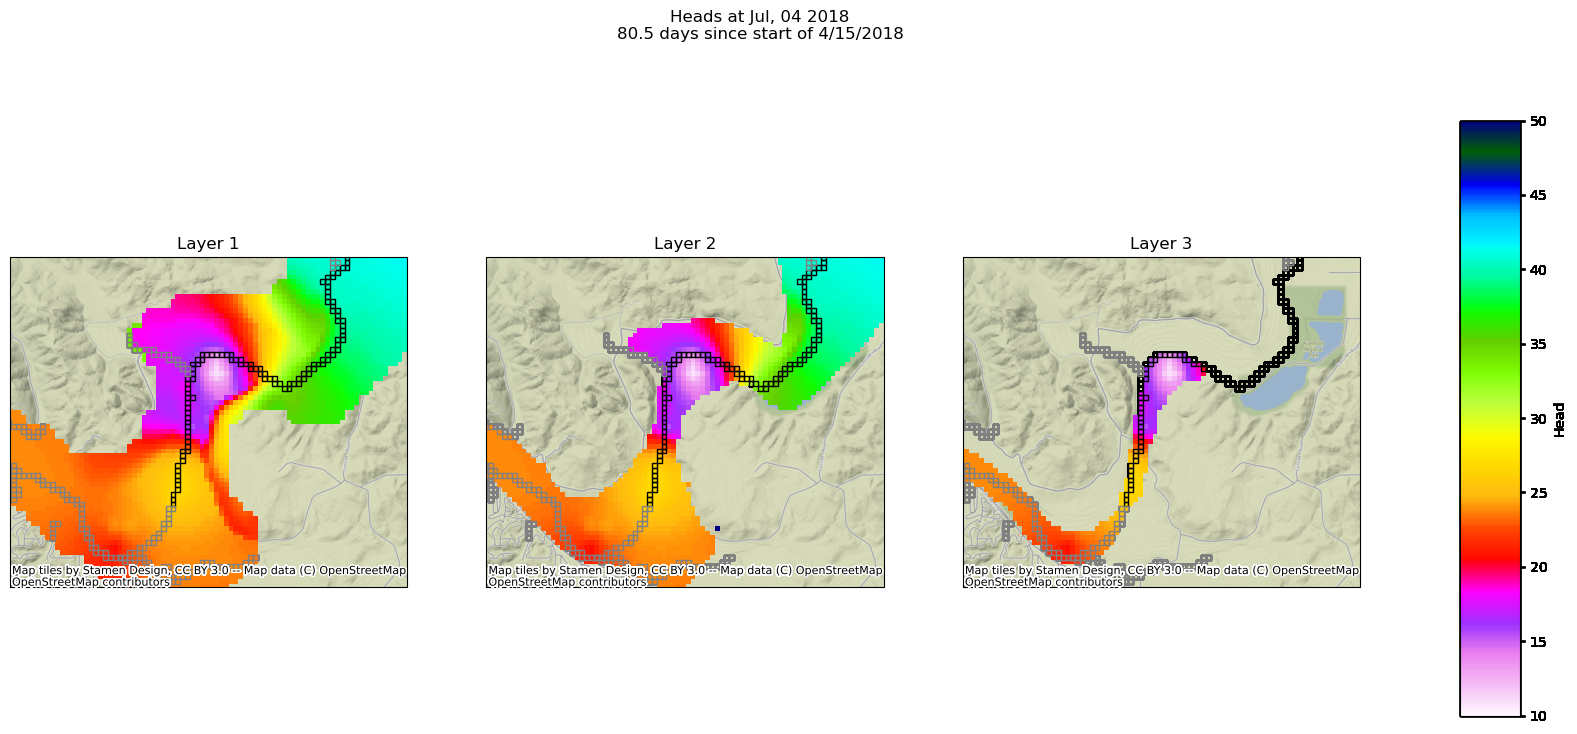 Heads at Jul, 04 2018
80.5 days since start of 4/15/2018
Layer 1
Layer 2
Layer 3
Map tiles by Stamen Design, CC BY 3.0 -- Map data (C) OpenStreetMap
OpenStreetMap contributors
Map tiles by Stamen Design, CC BY 3.0 -- Map data (C) OpenStreetMap
OpenStreetMap contributors
Map tiles by Stamen Design, CC BY 3.0 -- Map data (C) OpenStreetMap
OpenStreetMap contributors
50
45
40
35
30
25
20
15
10
Head